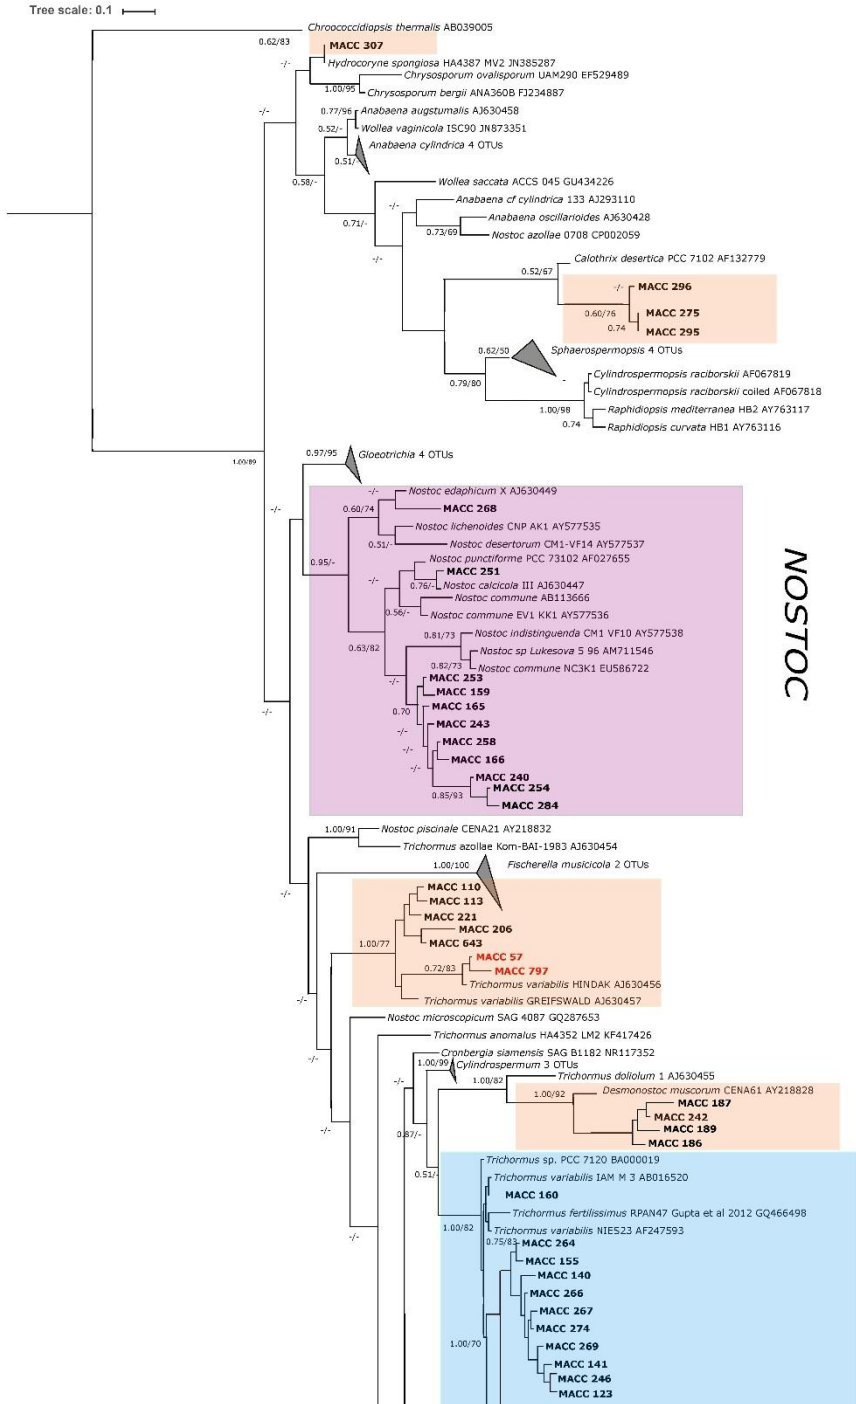 Tree scale: 0.1
Chroococcidiopsis thermalis AB039005
0.62/83
MACC 307
-/-
Hydrocoryne spongiosa HA4387 MV2 JN385287
Chrysosporum ovalisporum UAM290 EF529489
1.00/95
Chrysosporum bergii ANA360B FJ234887
-/-
0.77/96
Anabaena augstumalis AJ630458
0.52/-
Wollea vaginicola ISC90 JN873351
Anabaena cylindrica 4 OTUs
0.51/-
0.58/-
Wollea saccata ACCS 045 GU434226
-/-
Anabaena cf cylindrica 133 AJ293110
Anabaena oscillarioides AJ630428
0.71/-
0.73/69
Nostoc azollae 0708 CP002059
-/-
Calothrix desertica PCC 7102 AF132779
0.52/67
-/-
MACC 296
0.60/76
MACC 275
0.74
MACC 295
0.62/50
Sphaerospermopsis 4 OTUs
0.79/80
-
Cylindrospermopsis raciborskii AF067819
Cylindrospermopsis raciborskii coiled AF067818
1.00/98
Raphidiopsis mediterranea HB2 AY763117
0.74
Raphidiopsis curvata HB1 AY763116
0.97/95
Gloeotrichia 4 OTUs
1.00/89
-/-
-/-
Nostoc edaphicum X AJ630449
0.60/74
MACC 268
Nostoc lichenoides CNP AK1 AY577535
0.51/-
Nostoc desertorum CM1-VF14 AY577537
0.95/-
Nostoc punctiforme PCC 73102 AF027655
-/-
MACC 251
0.76/-
Nostoc calcicola III AJ630447
Nostoc commune AB113666
0.56/-
Nostoc commune EV1 KK1 AY577536
0.63/82
0.81/73
Nostoc indistinguenda CM1 VF10 AY577538
Nostoc sp Lukesova 5 96 AM711546
0.82/73
Nostoc commune NC3K1 EU586722
-/-
MACC 253
MACC 159
0.70
MACC 165
-/-
MACC 243
-/-
MACC 258
-/-
MACC 166
MACC 240
0.85/93
MACC 254
MACC 284
NOSTOC
-/-
1.00/91
Nostoc piscinale CENA21 AY218832
Trichormus azollae Kom-BAI-1983 AJ630454
1.00/100
Fischerella musicicola 2 OTUs
-/-
MACC 110
MACC 113
MACC 221
MACC 206
1.00/77
MACC 643
MACC 57
0.72/83
MACC 797
Trichormus variabilis HINDAK AJ630456
Trichormus variabilis GREIFSWALD AJ630457
-/-
Nostoc microscopicum SAG 4087 GQ287653
Trichormus anomalus HA4352 LM2 KF417426
-/-
Cronbergia siamensis SAG B1182 NR117352
1.00/99
Cylindrospermum 3 OTUs
-/-
1.00/82
Trichormus doliolum 1 AJ630455
1.00/92
Desmonostoc muscorum CENA61 AY218828
MACC 187
MACC 242
0.87/-
MACC 189
MACC 186
Trichormus sp. PCC 7120 BA000019
0.51/-
Trichormus variabilis IAM M 3 AB016520
MACC 160
Trichormus fertilissimus RPAN47 Gupta et al 2012 GQ466498
1.00/82
Trichormus variabilis NIES23 AF247593
-/-
0.75/83
MACC 264
MACC 155
MACC 140
MACC 266
MACC 267
MACC 274
1.00/70
MACC 269
MACC 141
MACC 246
MACC 123